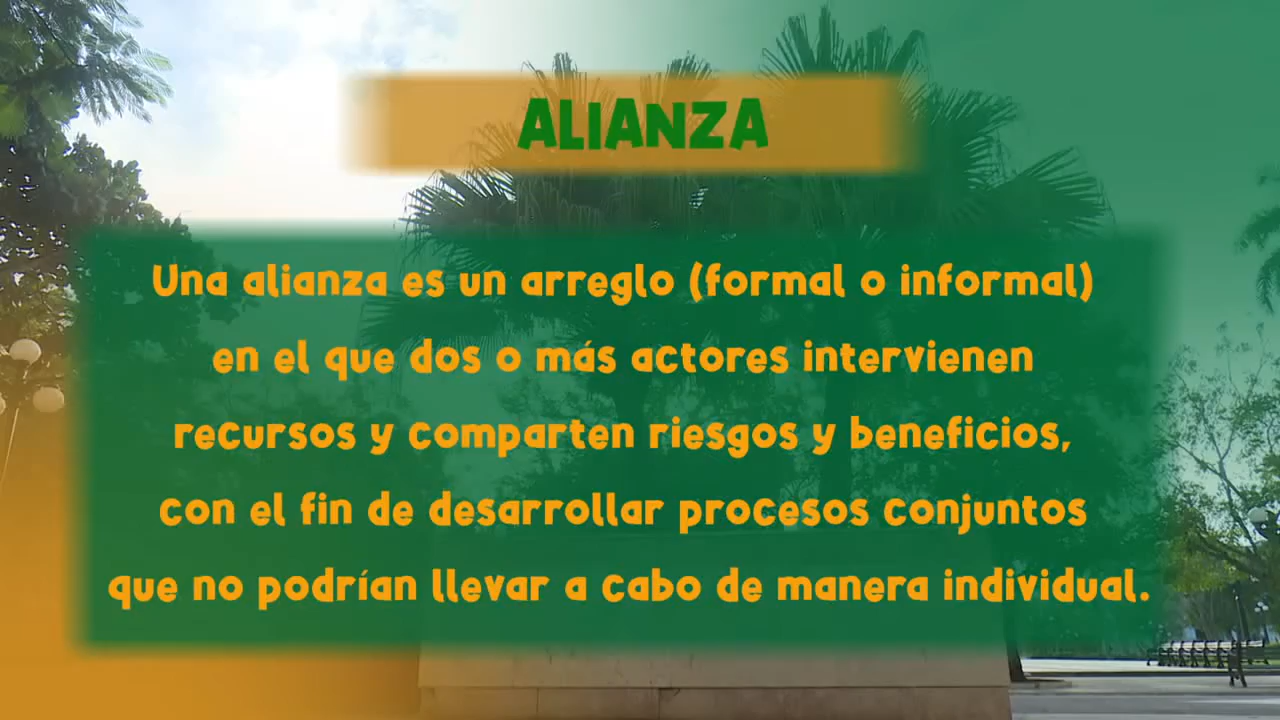 ALIANZA
Una alianza es un arreglo (formal o informal)
en el que dos o más actores intervienen
recursos y comparten riesgos y beneficios,
con el fin de desarrollar procesos conjuntos
que no podrían llevar a cabo de manera individual.